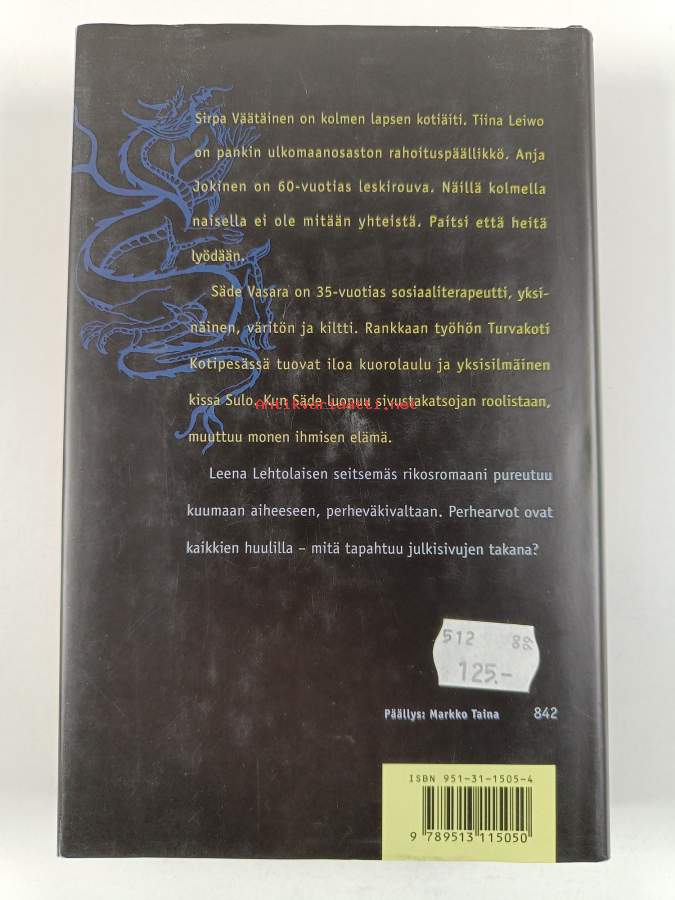 Sirpa Väätäinen on kolmen lapsen kotiäiti. Tiina Leiwo
on pankin ulkomaanosaston rahoituspäällikkö. Anja
Jokinen on 60-vuotias leskirouva. Näillä kolmella
naisella ei ole mitään yhteistä. Paitsi että heitä
lyödään.
Säde Vasara on 35-vuotias sosiaaliterapeutti, yksi-
näinen, väritön ja kiltti. Rankkaan työhön Turvakoti
Kotipesässä tuovat iloa kuorolaulu ja yksisilmäinen
kissa Sulo. Kun Säde luopuu sivustakatsojan roolistaan,
Antikvariaatti.net
muuttuu monen ihmisen elämä.
Leena Lehtolaisen seitsemäs rikosromaani pureutuu
kuumaan aiheeseen, perheväkivaltaan. Perhearvot ovat
kaikkien huulilla – mitä tapahtuu julkisivujen takana?
512 899
125.-
Päällys: Markko Taina 842
ISBN 951-31-1505-4
9 789513 115050